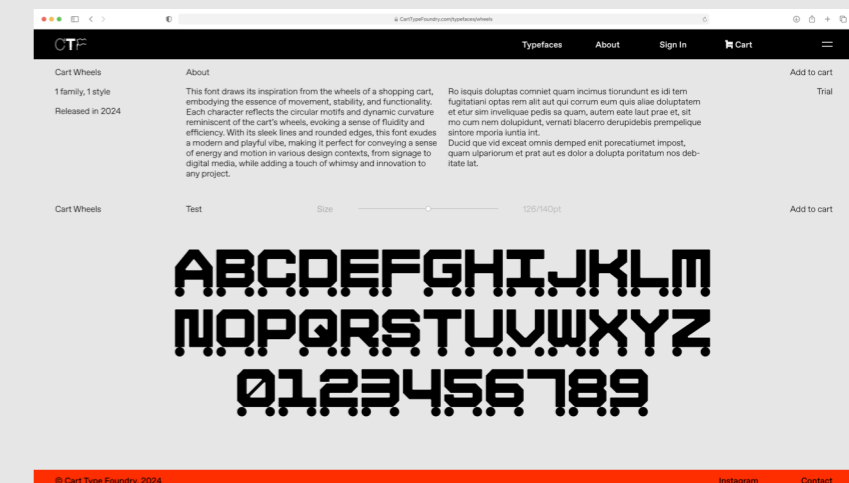 CartTypeFoundry.com/typefaces/wheels
CTF
Typefaces
About
Sign In
Cart
Cart Wheels
1 family, 1 style
Released in 2024
About
This font draws its inspiration from the wheels of a shopping cart,
embodying the essence of movement, stability, and functionality.
Each character reflects the circular motifs and dynamic curvature
reminiscent of the cart's wheels, evoking a sense of fluidity and
efficiency. With its sleek lines and rounded edges, this font exudes
a modern and playful vibe, making it perfect for conveying a sense
of energy and motion in various design contexts, from signage to
digital media, while adding a touch of whimsy and innovation to
any project.
Ro isquis doluptas comniet quam incimus tiorundunt es idi tem
fugitatiani optas rem alit aut qui corrum eum quis aliae doluptatem
et etur sim inveliquae pedis sa quam, autem eate laut prae et, sit
mo cum nem dolupidunt, vernati blacerro derupidebis prempelique
sintore mporia iuntia int.
Ducid que vid exceat omnis demped enit porecatiumet impost,
quam ulpariorum et prat aut es dolor a dolupta poritatum nos deb-
itate lat.
Add to cart
Trial
Cart Wheels
Test
Size
126/140pt
Add to cart
ABCDEFGHIJKLM
NOPQRSTUVWXYZ
0123456789
© Cart Type Foundry, 2024
Instagram
Contact